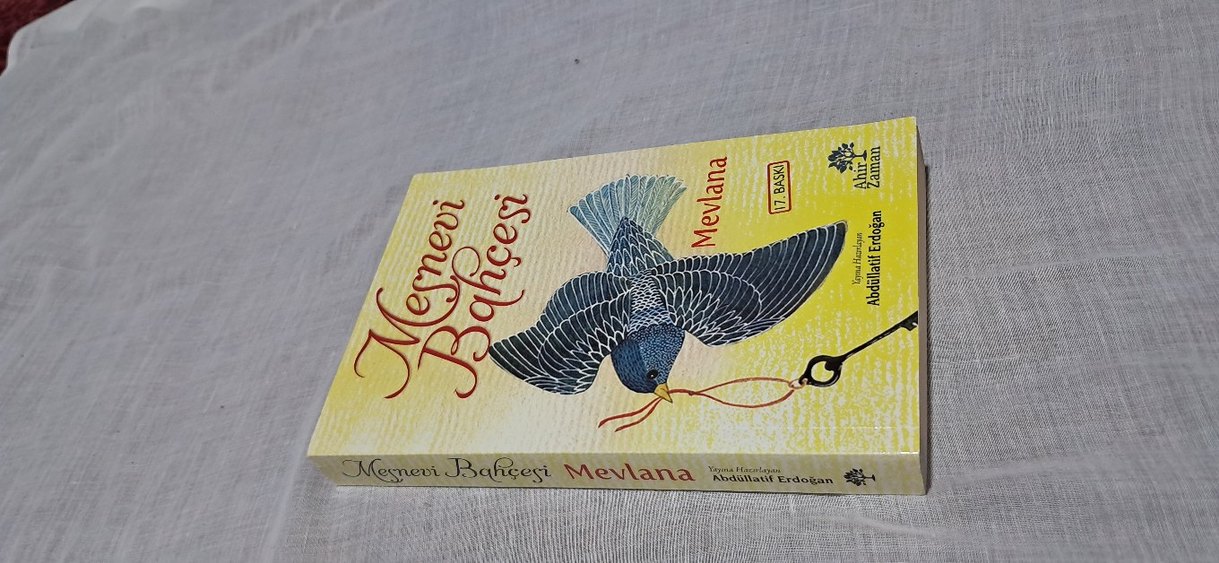 Mesnevi
Bahçesi
Mevlana
17. BASKI
Yayına Hazırlayan
Abdüllatif Erdoğan
Ahir
Zaman
Mesnevi Bahçesi Mevlana Yayına Hazırlayan
Abdüllatif Erdoğan